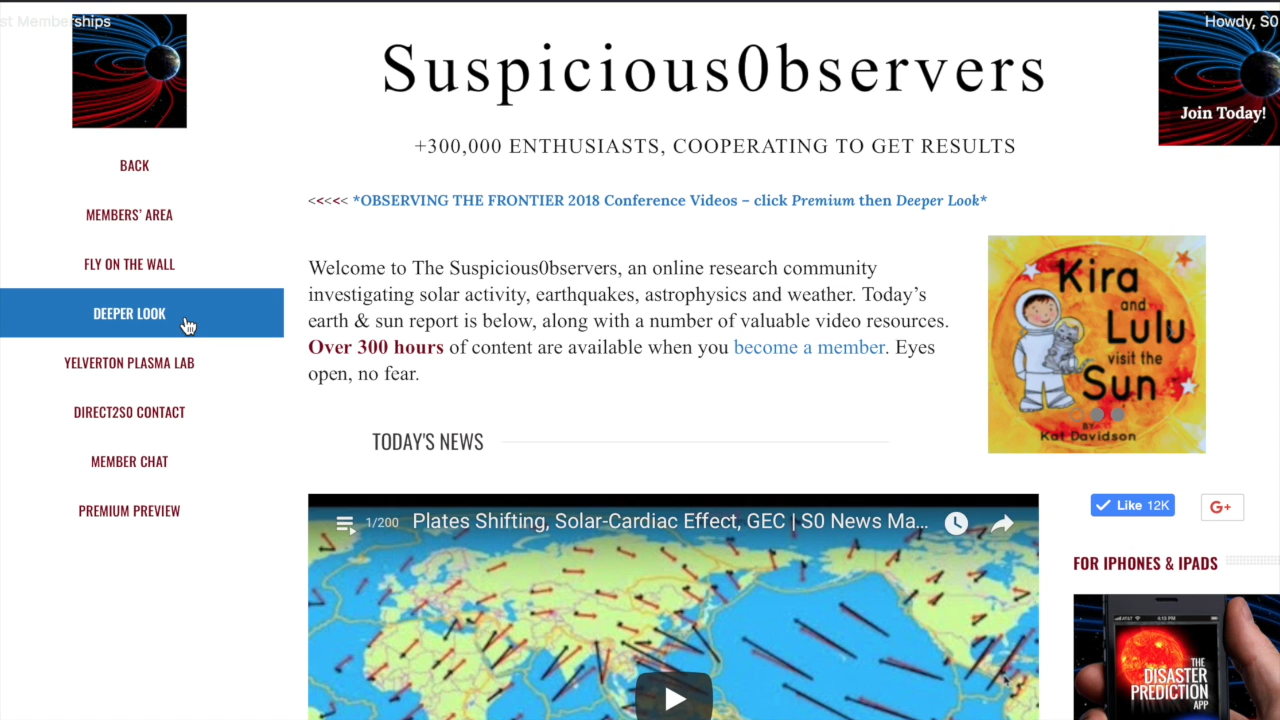 st Memberships
Howdy, S0
Suspicious0bservers
Join Today!
+300,000 ENTHUSIASTS, COOPERATING TO GET RESULTS
BACK
MEMBERS' AREA
FLY ON THE WALL
DEEPER LOOK
YELVERTON PLASMA LAB
DIRECT2S0 CONTACT
MEMBER CHAT
PREMIUM PREVIEW
<<<<< *OBSERVING THE FRONTIER 2018 Conference Videos – click Premium then Deeper Look*
Welcome to The Suspicious0bservers, an online research community
investigating solar activity, earthquakes, astrophysics and weather. Today's
earth & sun report is below, along with a number of valuable video resources.
Over 300 hours of content are available when you become a member. Eyes
open, no fear.
Kira
and
Lulu
visit the
Sun
BY
Kat Davidson
TODAY'S NEWS
1/200 Plates Shifting, Solar-Cardiac Effect, GEC | S0 News Ma...
Like 12K
G+
FOR IPHONES & IPADS
AT&T 4:13 PM
THE
DISASTER
PREDICTION
APP